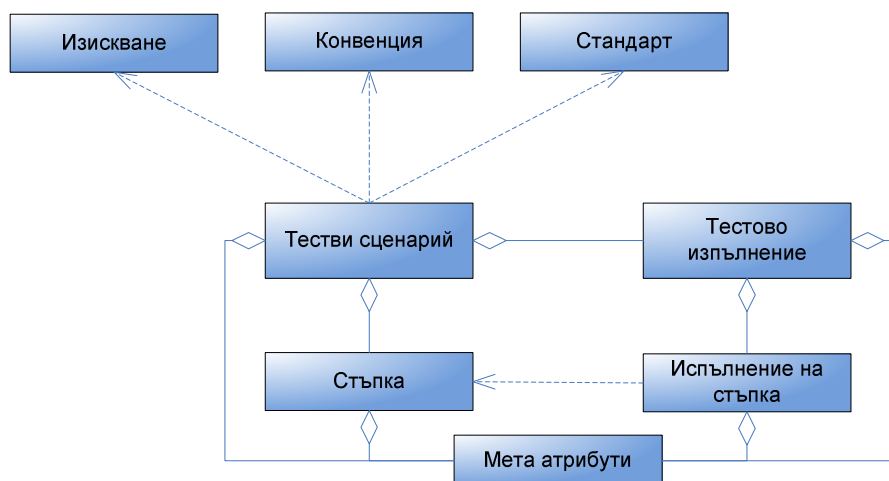 Изискване
Конвенция
Стандарт
Тестви сценарий
Тестово
изпълнение
Стъпка
Испълнение на
стъпка
Мета атрибути